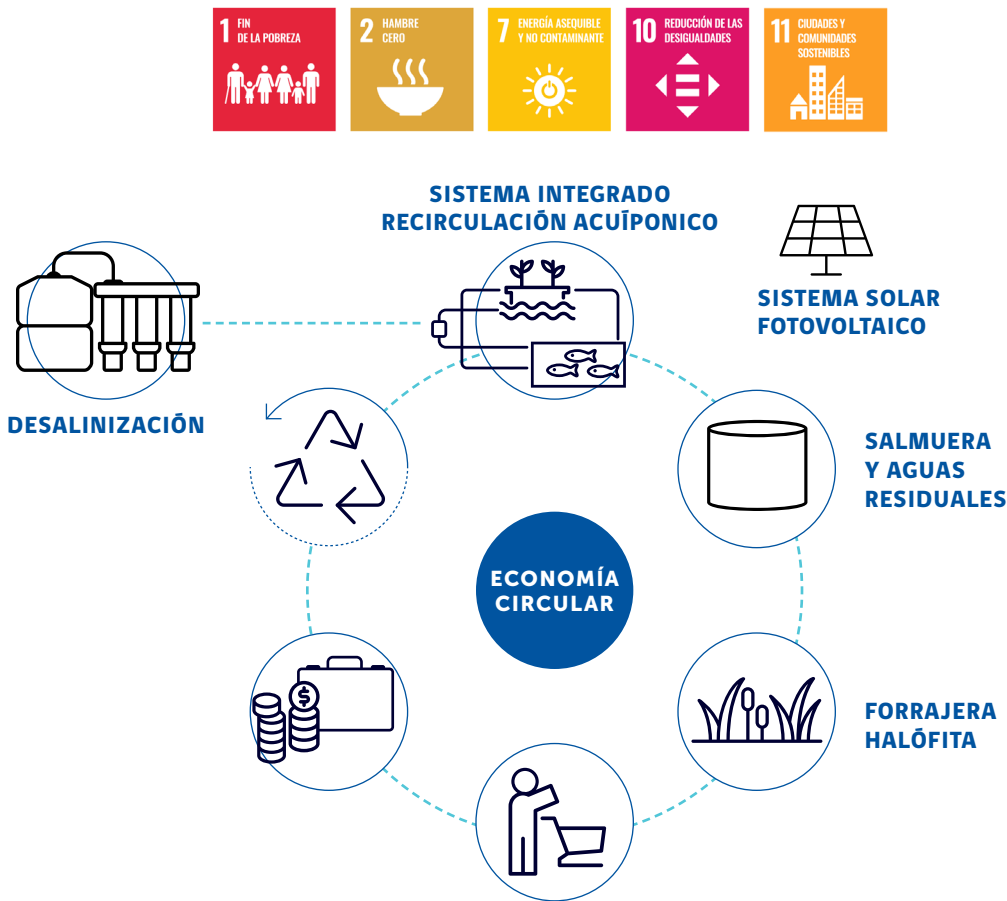 1 FIN
DE LA POBREZA
2 HAMBRE
CERO
7 ENERGÍA ASEQUIBLE
Y NO CONTAMINANTE
10 REDUCCIÓN DE LAS
DESIGUALDADES
11 CIUDADES Y
COMUNIDADES
SOSTENIBLES
SISTEMA INTEGRADO
RECIRCULACIÓN ACUÍPONICO
SISTEMA SOLAR
FOTOVOLTAICO
DESALINIZACIÓN
SALMUERA
Y AGUAS
RESIDUALES
ECONOMÍA
CIRCULAR
$
FORRAJERA
HALÓFITA